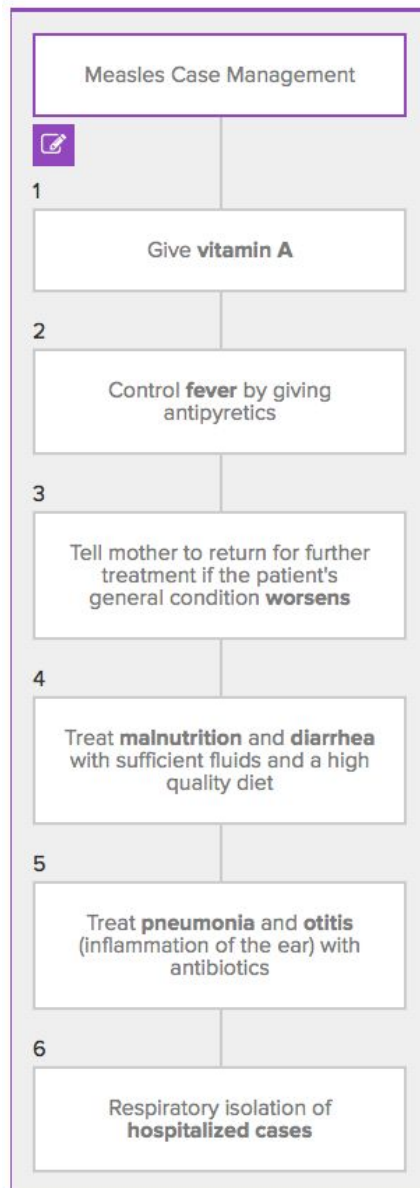 Measles Case Management
1
Give vitamin A
2
Control fever by giving
antipyretics
3
Tell mother to return for further
treatment if the patient's
general condition worsens
4
Treat malnutrition and diarrhea
with sufficient fluids and a high
quality diet
5
Treat pneumonia and otitis
(inflammation of the ear) with
antibiotics
6
Respiratory isolation of
hospitalized cases